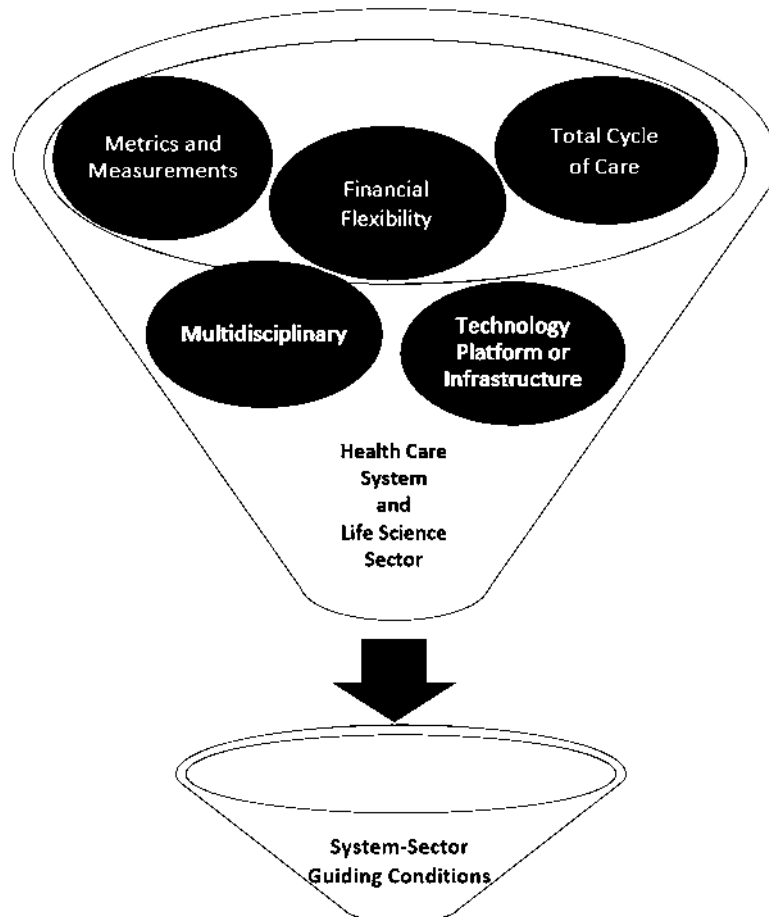 Metrics and
Measurements
Financial
Flexibility
Total Cycle
of Care
Multidisciplinary
Technology
Platform or
Infrastructure
Health Care
System
and
Life Science
Sector
System-Sector
Guiding Conditions